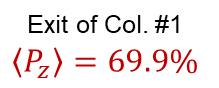 Exit of Col. #1
⟨P_z⟩ = 69.9%